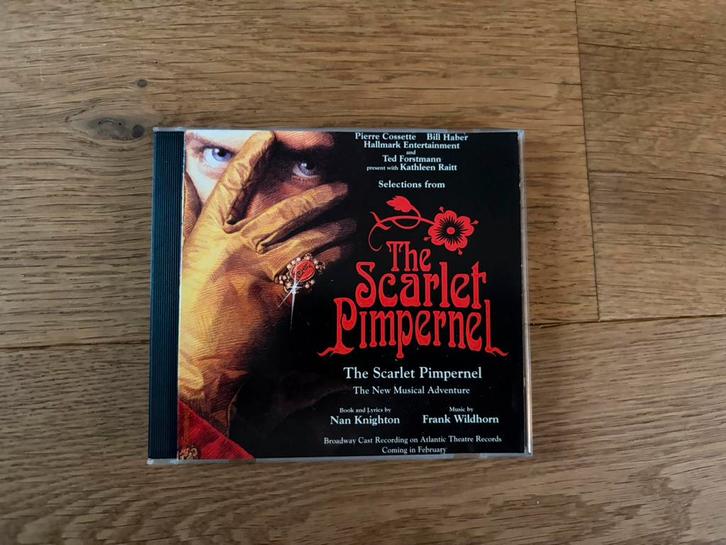 Pierre Cossette Bill Haber
Hallmark Entertainment
and
Ted Forstmann
present with Kathleen Raitt
Selections from
The
Scarlet
Pimpernel
The Scarlet Pimpernel
The New Musical Adventure
Book and Lyrics by Music by
Nan Knighton Frank Wildhorn
Broadway Cast Recording on Atlantic Theatre Records
Coming in February